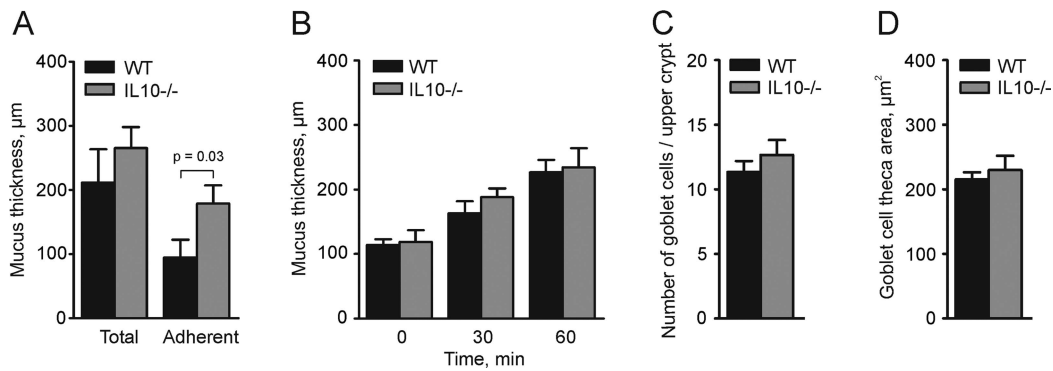 A
Mucus thickness, µm
400
300
200
100
0
WT
IL10-/-
p = 0.03
Total
Adherent
B
Mucus thickness, µm
400
300
200
100
0
WT
IL10-/-
0
30
60
Time, min
C
Number of goblet cells / upper crypt
20
15
10
5
0
WT
IL10-/-
D
Goblet cell theca area, µm²
400
300
200
100
0
WT
IL10-/-